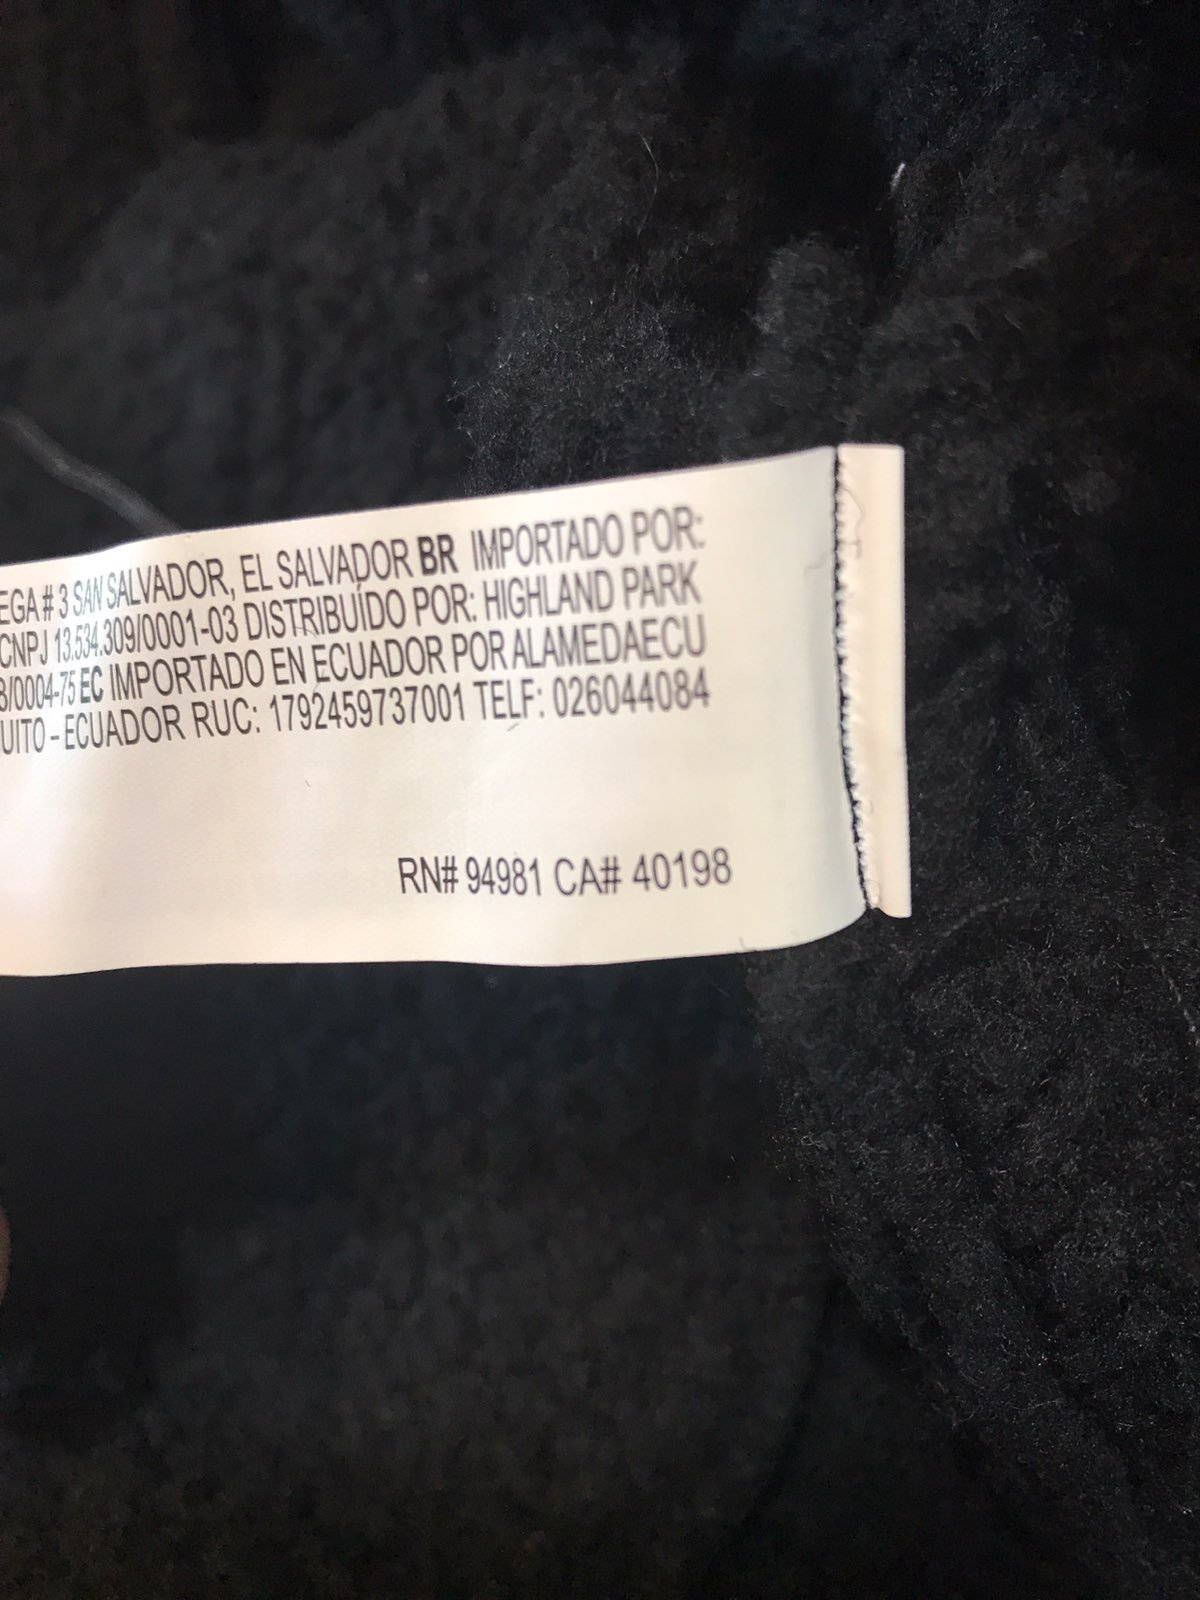 EGA # 3 SAN SALVADOR, EL SALVADOR BR IMPORTADO POR:
CNPJ 13.534.309/0001-03 DISTRIBUÍDO POR: HIGHLAND PARK
/0004-75 EC IMPORTADO EN ECUADOR POR ALAMEDAECU
UITO - ECUADOR RUC: 1792459737001 TELF: 026044084
RN# 94981 CA# 40198